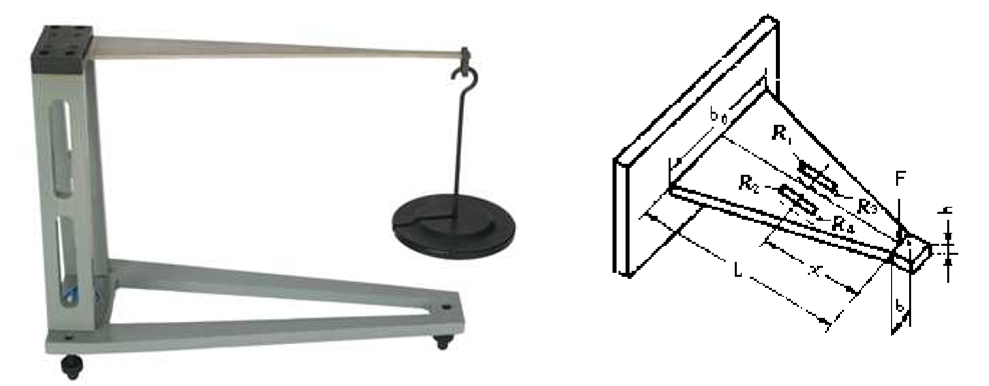 b₀
R₁
R₂
F
R₃
R₄
h
L
x
b